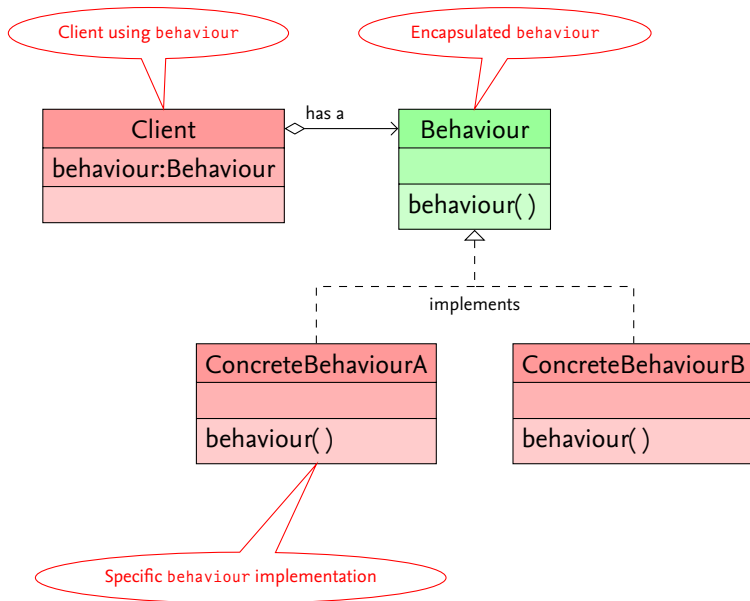 Client using behaviour
Encapsulated behaviour
has a
Client
Behaviour
behaviour:Behaviour
behaviour()
implements
ConcreteBehaviourA
ConcreteBehaviourB
behaviour()
behaviour()
Specific behaviour implementation